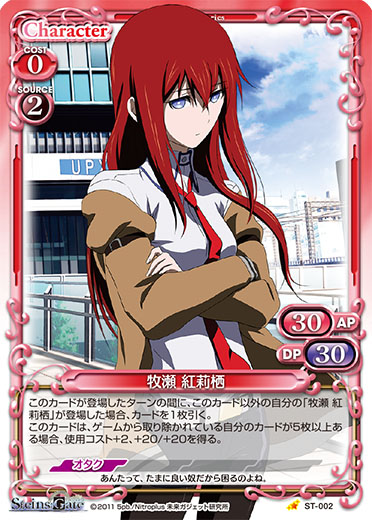 Character
COST
0
SOURCE
2
UP
30 AP
DP 30
牧瀬 紅莉栖
このカードが登場したターンの間に、このカード以外の自分の「牧瀬 紅
莉栖」が登場した場合、カードを1枚引く。
このカードは、ゲームから取り除かれている自分のカードが5枚以上あ
る場合、使用コスト+2、+20/+20を得る。
オタク
あんたって、たまに良い奴だから困るのよね。
Steins;Gate
©2011 5pb./Nitroplus 未来ガジェット研究所
ST-002